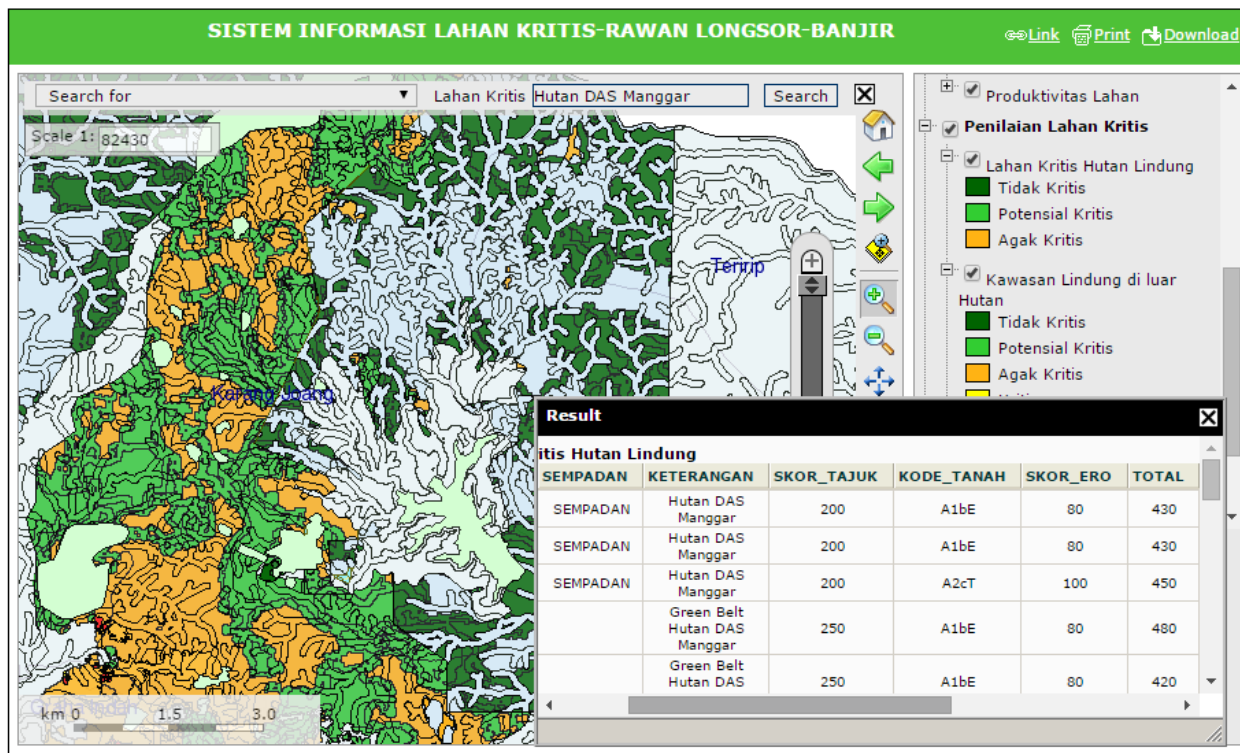 SISTEM INFORMASI LAHAN KRITIS-RAWAN LONGSOR-BANJIR
Link Print Download
Search for Lahan Kritis Hutan DAS Manggar Search
Scale 1: 82430
Teririp
Karang Joang
km 0 1.5 3.0
Produktivitas Lahan
Penilaian Lahan Kritis
Lahan Kritis Hutan Lindung
Tidak Kritis
Potensial Kritis
Agak Kritis
Kawasan Lindung di luar
Hutan
Tidak Kritis
Potensial Kritis
Agak Kritis
Result
itis Hutan Lindung
SEMPADAN KETERANGAN SKOR_TAJUK KODE_TANAH SKOR_ERO TOTAL
SEMPADAN Hutan DAS Manggar 200 A1bE 80 430
SEMPADAN Hutan DAS Manggar 200 A1bE 80 430
SEMPADAN Hutan DAS Manggar 200 A2cT 100 450
Green Belt Hutan DAS Manggar 250 A1bE 80 480
Green Belt Hutan DAS 250 A1bE 80 420